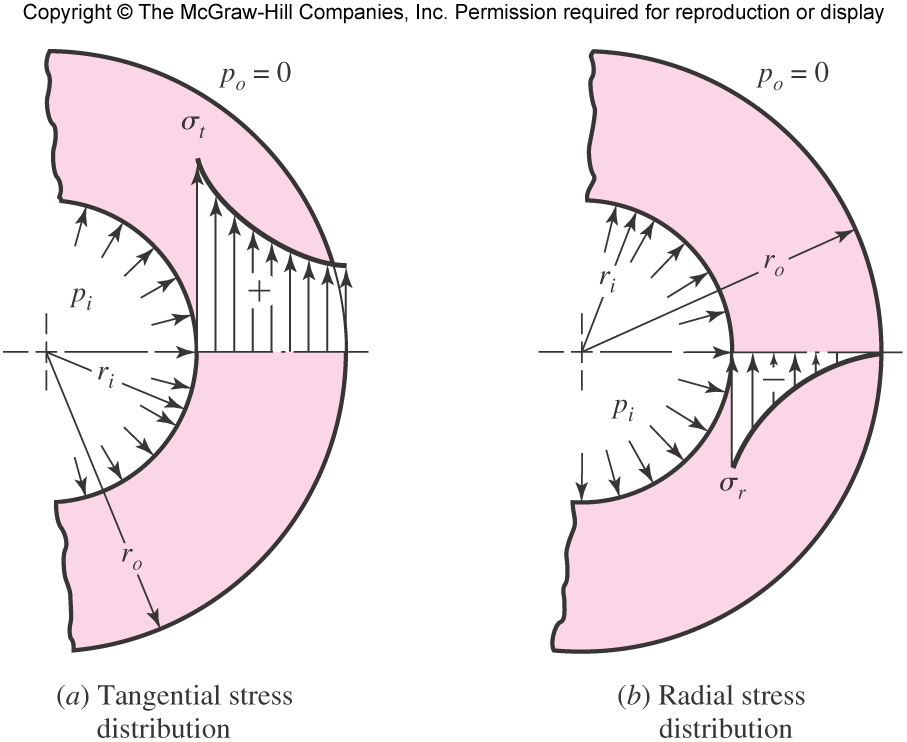 Copyright © The McGraw-Hill Companies, Inc. Permission required for reproduction or display
p_o = 0
σ_t
+
p_i
r_i
r_o
(a) Tangential stress
distribution
p_o = 0
r_i
r_o
p_i
−
σ_r
(b) Radial stress
distribution